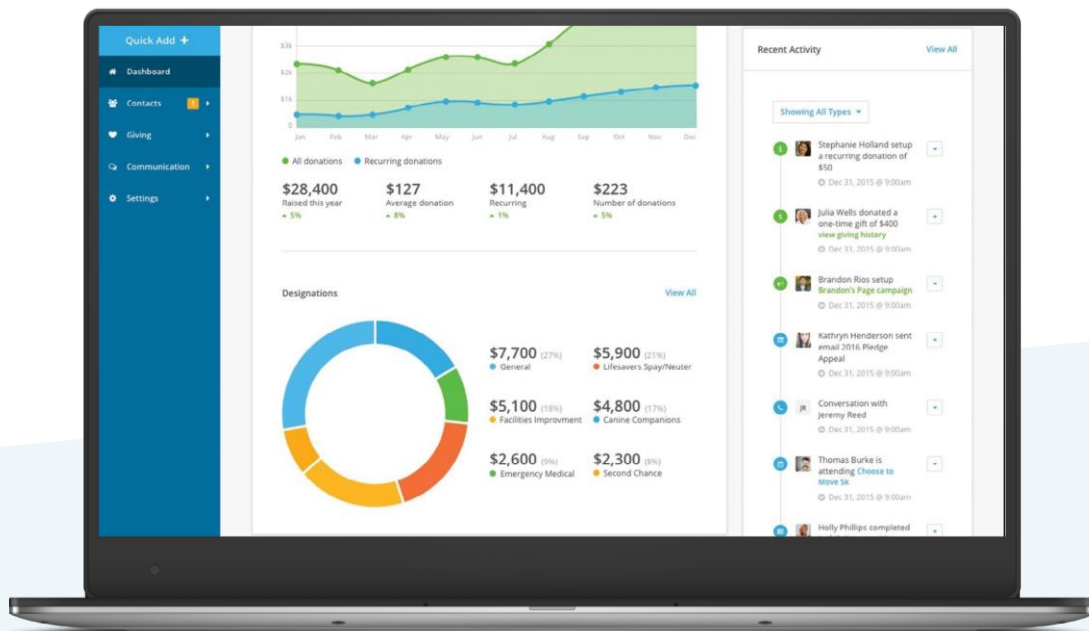 Quick Add +
Dashboard
Contacts
Giving
Communication
Settings
$3k
$2k
$1k
0
Jan Feb Mar Apr May Jun Jul Aug Sep Oct Nov Dec
All donations Recurring donations
$28,400 $127 $11,400 $223
Raised this year Average donation Recurring Number of donations
5% 8% 1% 5%
Designations View All
$7,700 (27%) $5,900 (21%)
General Lifesavers Spay/Neuter
$5,100 (18%) $4,800 (17%)
Facilities Improvment Canine Companions
$2,600 (9%) $2,300 (8%)
Emergency Medical Second Chance
Recent Activity View All
Showing All Types
Stephanie Holland setup
a recurring donation of
$50
Dec 31, 2015 @ 9:00am
Julia Wells donated a
one-time gift of $400
view giving history
Dec 31, 2015 @ 9:00am
Brandon Rios setup
Brandon's Page campaign
Dec 31, 2015 @ 9:00am
Kathryn Henderson sent
email 2016 Pledge
Appeal
Dec 31, 2015 @ 9:00am
JR
Conversation with
Jeremy Reed
Dec 31, 2015 @ 9:00am
Thomas Burke is
attending Choose to
Move 5k
Dec 31, 2015 @ 9:00am
Holly Phillips completed